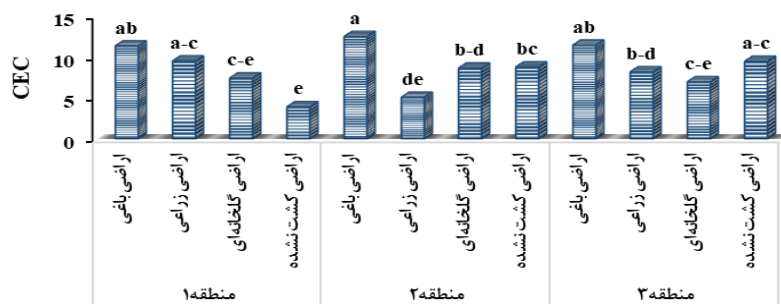 CEC
15
10
5
0
ab
a-c
c-e
e
a
de
b-d
bc
ab
b-d
c-e
a-c
اراضی باغی
اراضی زراعی
اراضی گلخانه‌ای
اراضی کشت نشده
اراضی باغی
اراضی زراعی
اراضی گلخانه‌ای
اراضی کشت نشده
اراضی باغی
اراضی زراعی
اراضی گلخانه‌ای
اراضی کشت نشده
منطقه۱
منطقه۲
منطقه۳